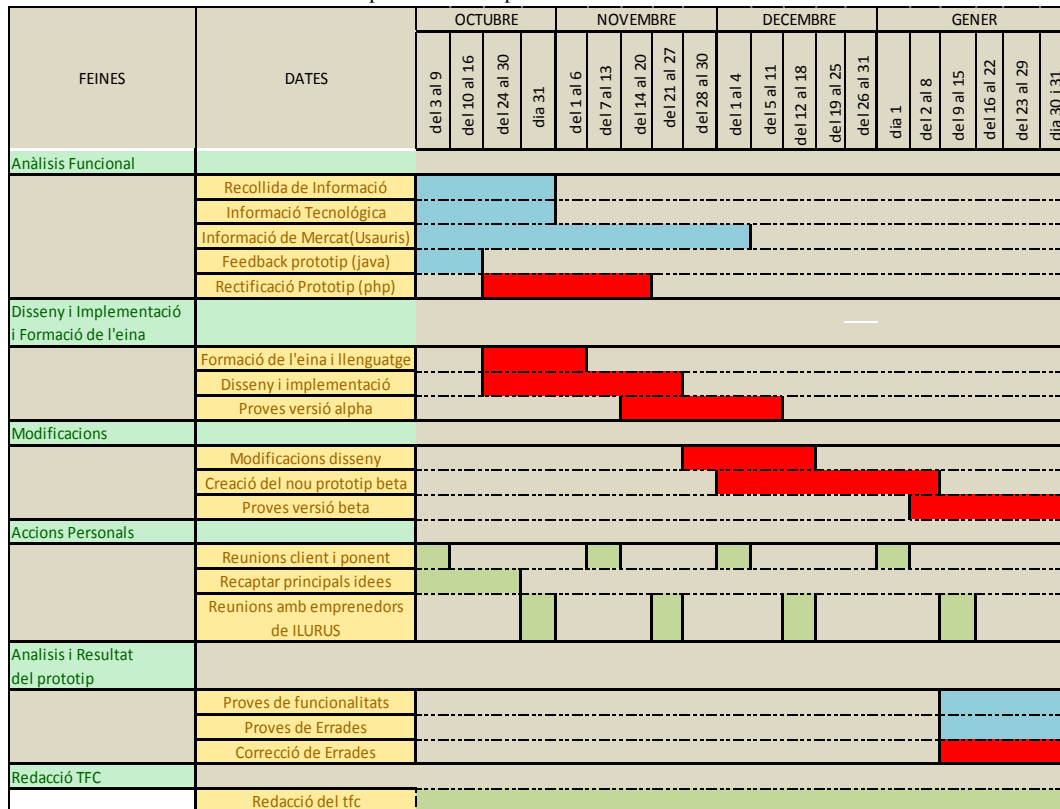 OCTUBRE NOVEMBRE DECEMBRE GENER
FEINES DATES del 3 al 9 del 10 al 16 del 24 al 30 dia 31 del 1 al 6 del 7 al 13 del 14 al 20 del 21 al 27 del 28 al 30 del 1 al 4 del 5 al 11 del 12 al 18 del 19 al 25 del 26 al 31 dia 1 del 2 al 8 del 9 al 15 del 16 al 22 del 23 al 29 dia 30 i 31
Anàlisis Funcional
Recollida de Informació
Informació Tecnológica
Informació de Mercat(Usauris)
Feedback prototip (java)
Rectificació Prototip (php)
Disseny i Implementació
i Formació de l'eina
Formació de l'eina i llenguatge
Disseny i implementació
Proves versió alpha
Modificacions
Modificacions disseny
Creació del nou prototip beta
Proves versió beta
Accions Personals
Reunions client i ponent
Recaptar principals idees
Reunions amb emprenedors
de ILURUS
Analisis i Resultat
del prototip
Proves de funcionalitats
Proves de Errades
Correcció de Errades
Redacció TFC
Redacció del tfc